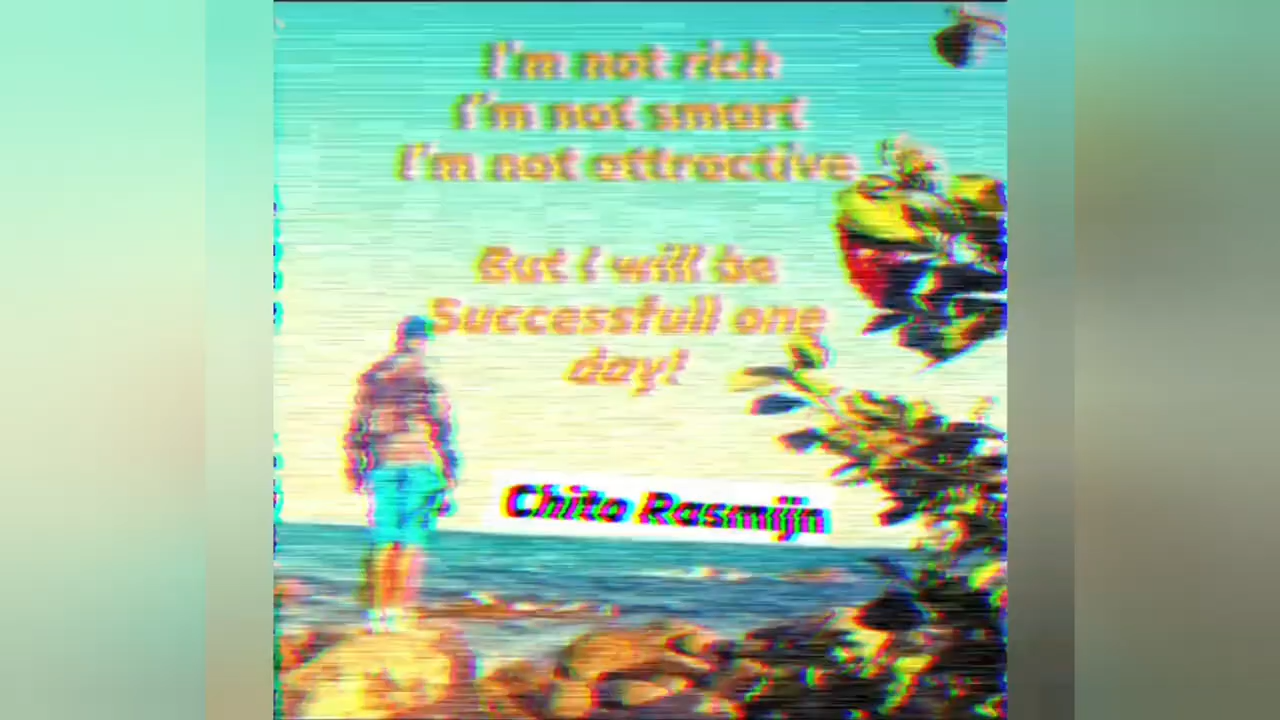 I'm not rich
I'm not smart
I'm not attractive
But I will be
Successfull one
day!
Chito Rasmijn